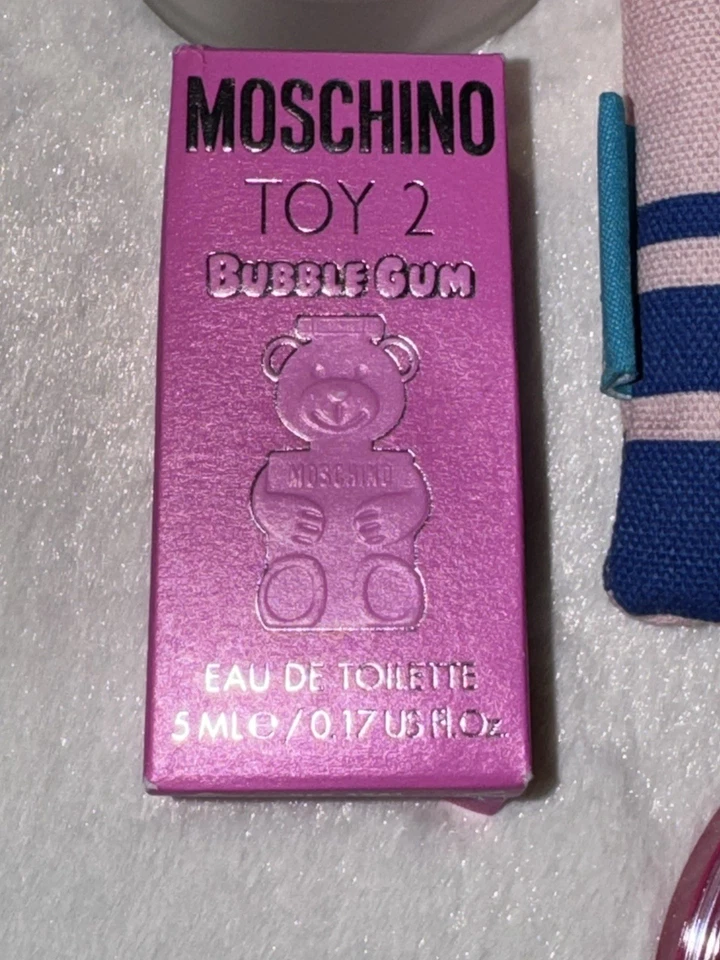 MOSCHINO
TOY 2
BUBBLE GUM
MOSCHINO
EAU DE TOILETTE
5 ML ℮ / 0.17 US Fl.Oz.